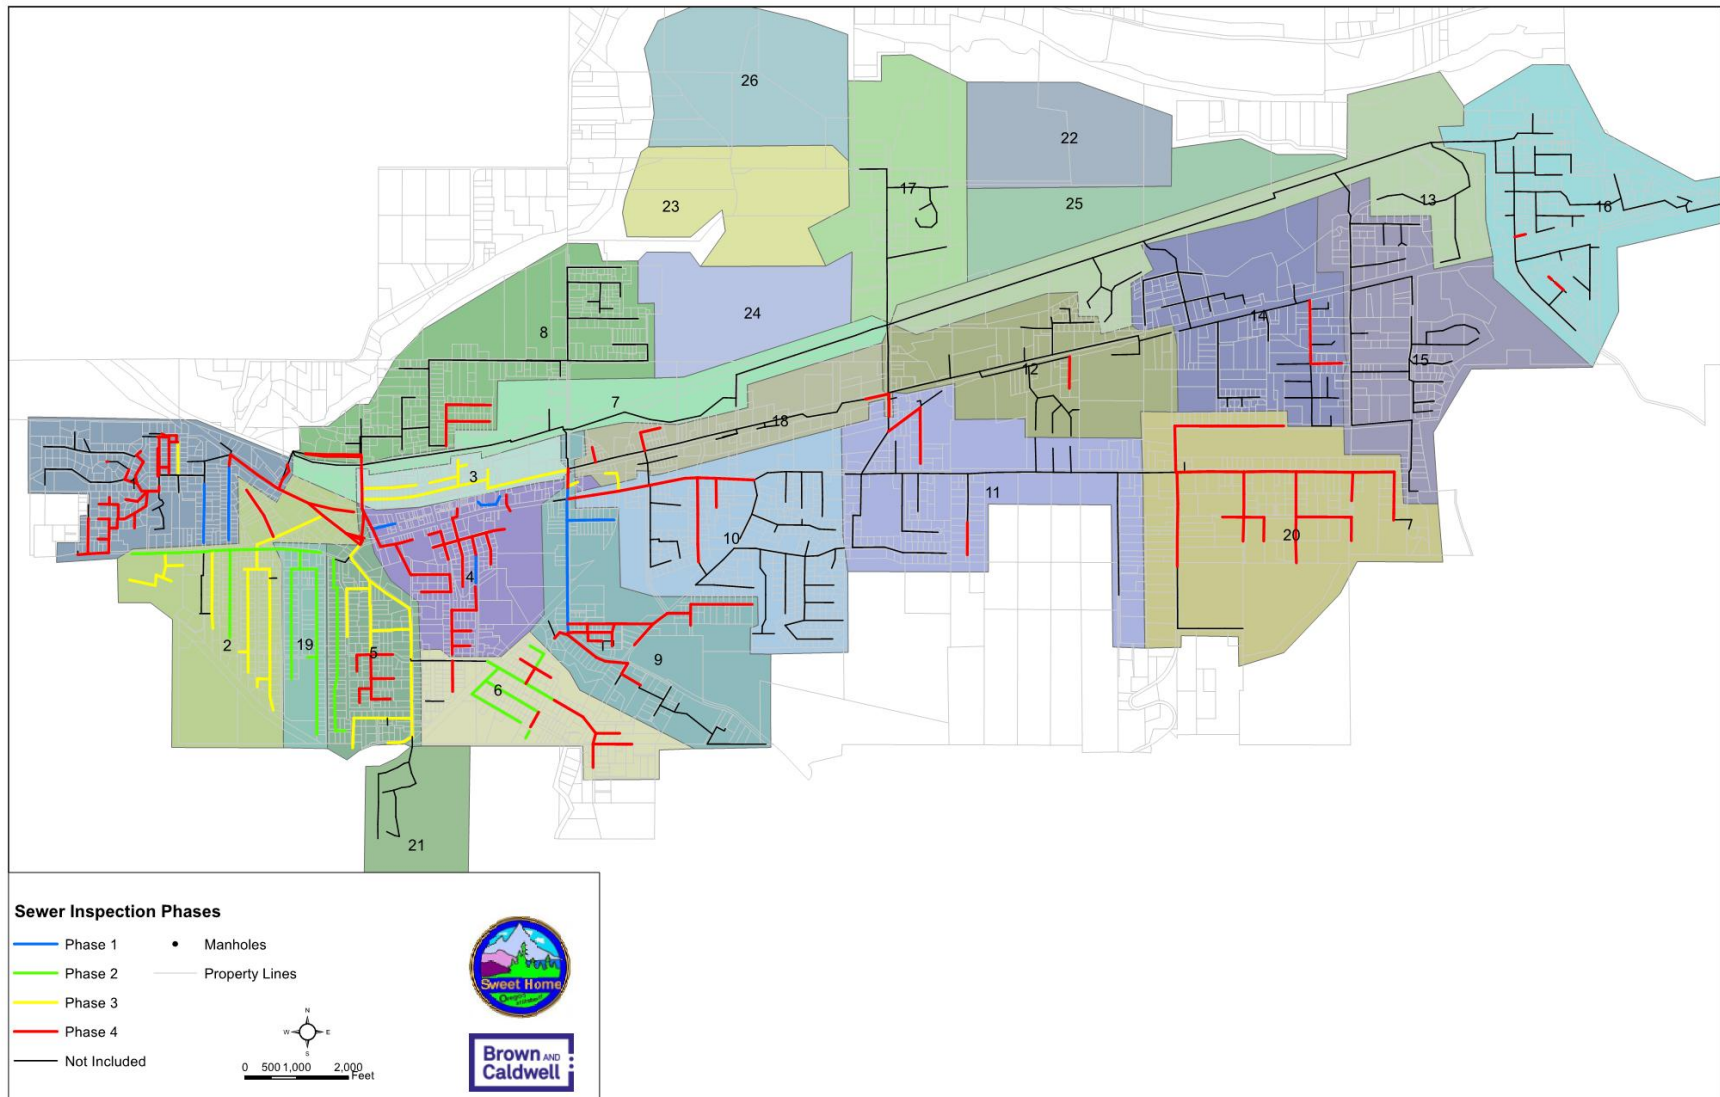 26
22
17
23
25
13
16
24
8
14
12
15
7
18
3
11
10
20
4
2
19
5
9
6
21
Sewer Inspection Phases
Phase 1
Manholes
Phase 2
Property Lines
Phase 3
Phase 4
Not Included
N
W
E
S
0 500 1,000 2,000
Feet
Sweet Home
Oregon
Brown AND
Caldwell